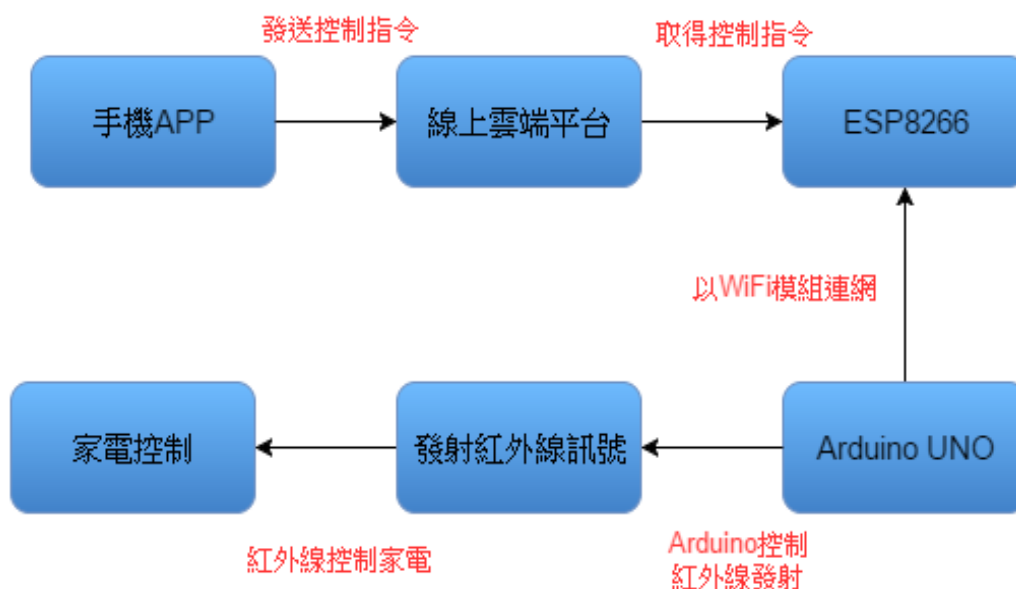 發送控制指令
取得控制指令
手機APP
線上雲端平台
ESP8266
以WiFi模組連網
家電控制
發射紅外線訊號
Arduino UNO
紅外線控制家電
Arduino控制
紅外線發射